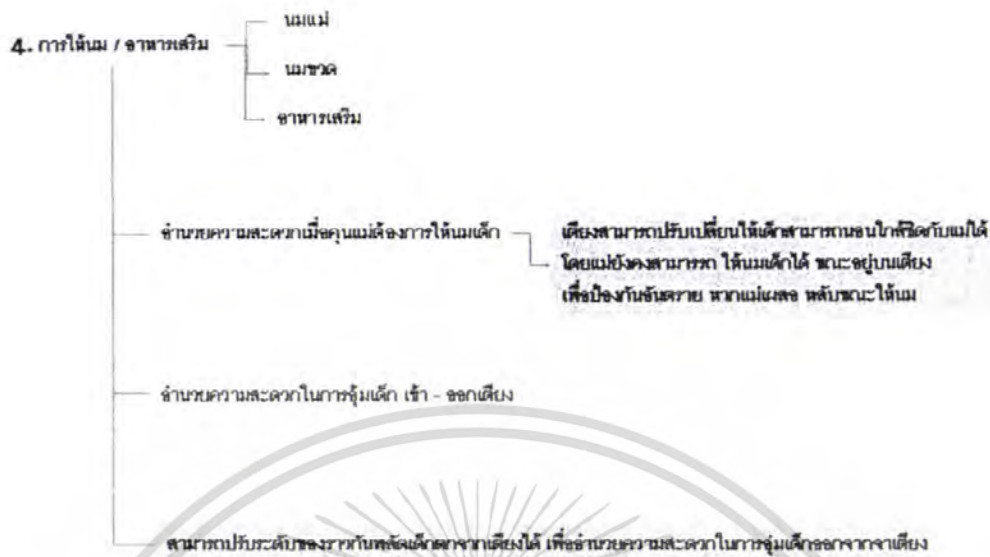 4. การให้นม / อาหารเสริม
นมแม่
นมขวด
อาหารเสริม
อำนวยความสะดวกเมื่อคุณแม่ต้องการให้นมเด็ก
เตียงสามารถปรับเปลี่ยนให้เด็กสามารถนอนใกล้ชิดกับแม่ได้
โดยแม่ยังคงสามารรถ ให้นมเด็กได้ ขณะอยู่บนเตียง
เพื่อป้องกันอันตราย หากแม่เผลอ หลับขณะให้นม
อำนวยความสะดวกในการอุ้มเด็ก เข้า - ออกเตียง
สามารถปรับระดับของราวกันพลัดเด็กตกจากเตียงได้ เพื่ออำนวยความสะดวกในการอุ้มเด็กออกจากจาเตียง